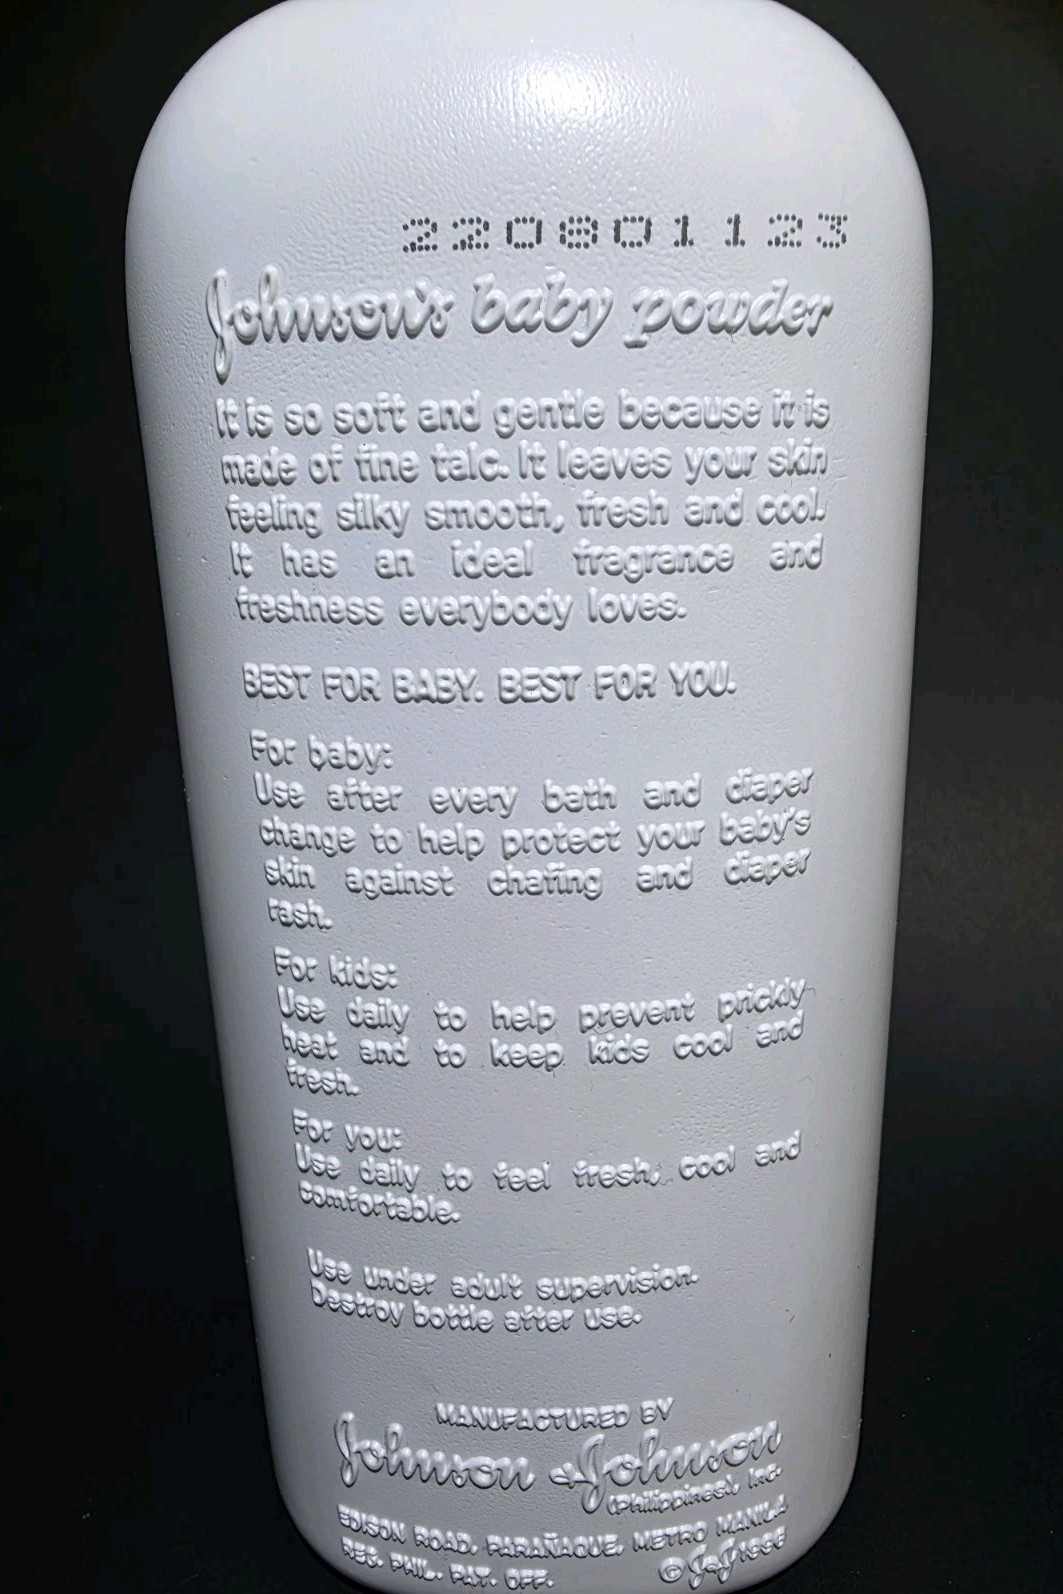 220801123
Johnson's baby powder
It is so soft and gentle because it is
made of fine talc. It leaves your skin
feeling silky smooth, fresh and cool.
It has an ideal fragrance and
freshness everybody loves.
BEST FOR BABY. BEST FOR YOU.
For baby:
Use after every bath and diaper
change to help protect your baby's
skin against chafing and diaper
rash.
For kids:
Use daily to help prevent prickly
heat and to keep kids cool and
fresh.
For you:
Use daily to feel fresh, cool and
comfortable.
Use under adult supervision.
Destroy bottle after use.
MANUFACTURED BY
Johnson & Johnson
(Philippines), Inc.
EDISON ROAD, PARAÑAQUE, METRO MANILA
REG. PHIL. PAT. OFF. © J&J 1996